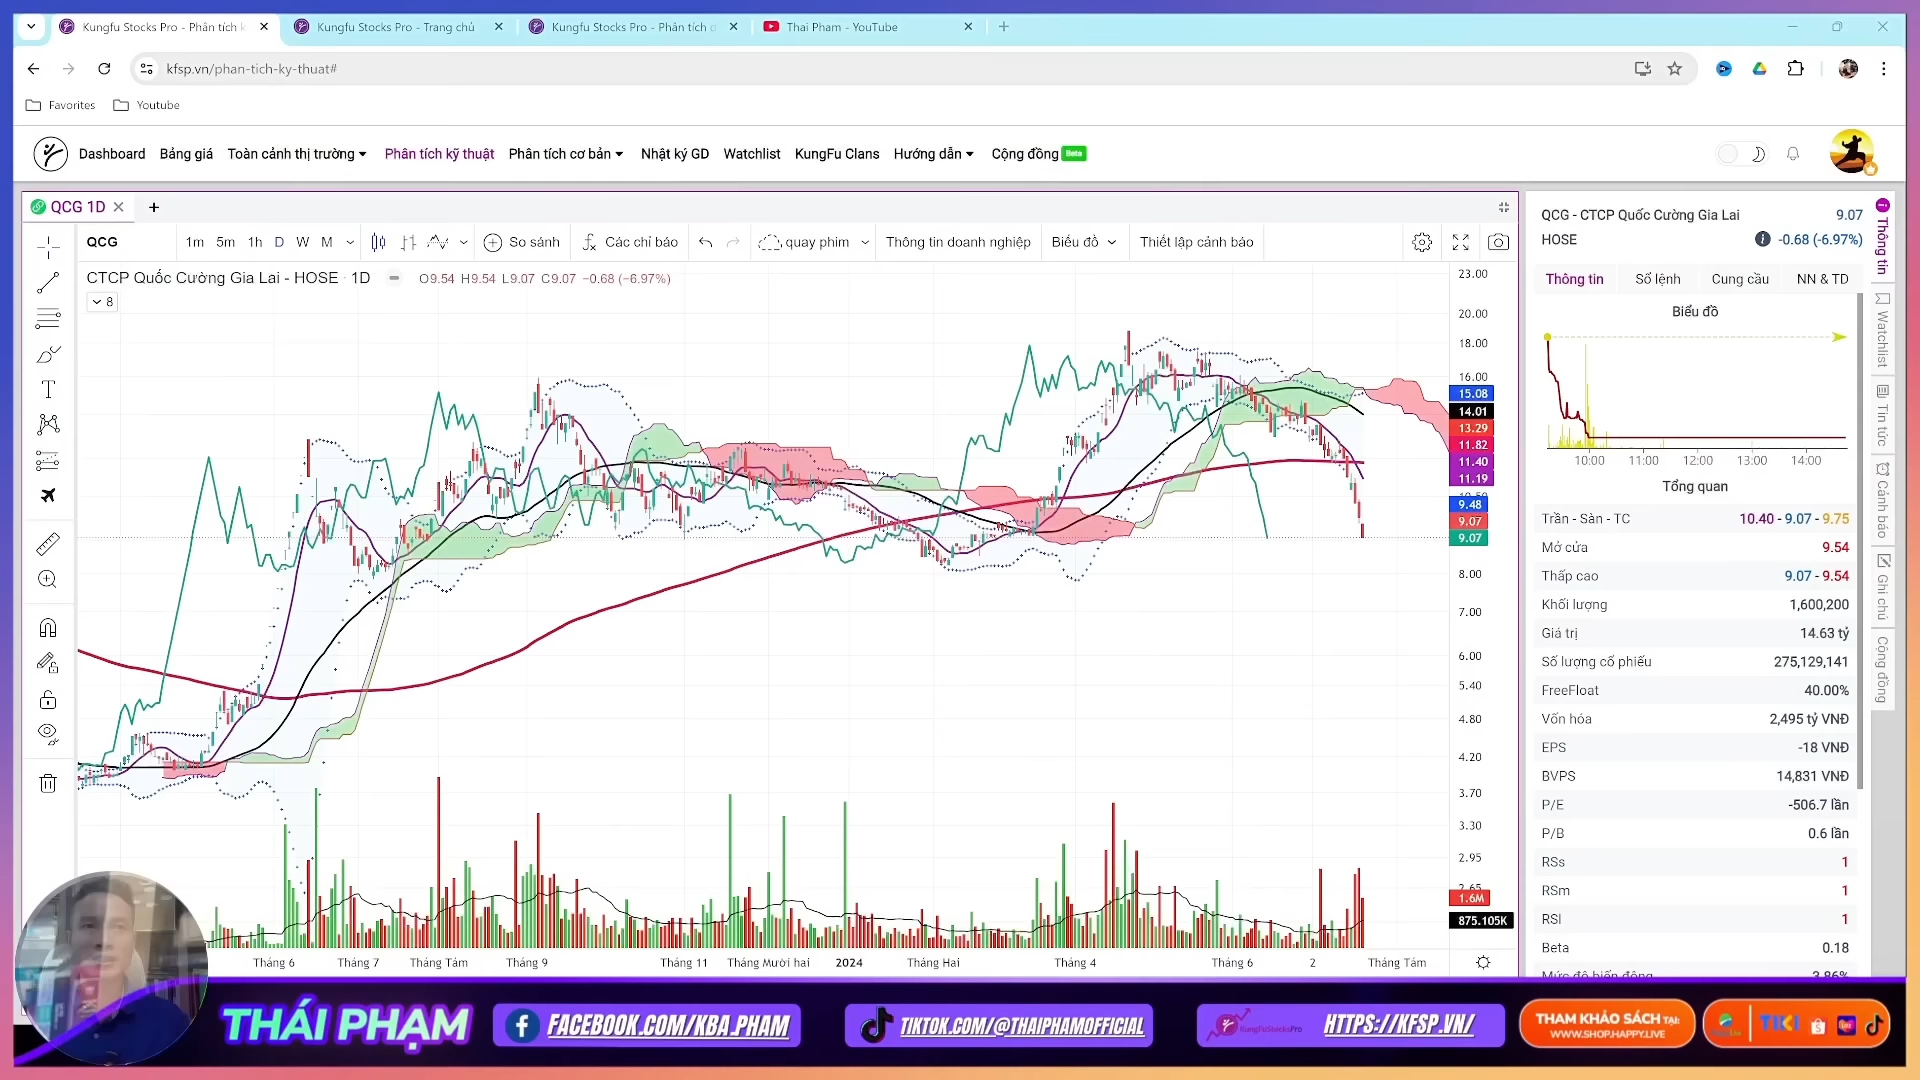 Kungfu Stocks Pro - Phân tích k
Kungfu Stocks Pro - Trang chủ
Kungfu Stocks Pro - Phân tích c
Thai Pham - YouTube
kfsp.vn/phan-tich-ky-thuat#
Favorites
Youtube
Dashboard
Bảng giá
Toàn cảnh thị trường
Phân tích kỹ thuật
Phân tích cơ bản
Nhật ký GD
Watchlist
KungFu Clans
Hướng dẫn
Cộng đồng
Beta
QCG 1D
QCG
1m 5m 1h D W M
So sánh
Các chỉ báo
quay phim
Thông tin doanh nghiệp
Biểu đồ
Thiết lập cảnh báo
CTCP Quốc Cường Gia Lai - HOSE · 1D
O9.54 H9.54 L9.07 C9.07 −0.68 (−6.97%)
8
23.00
20.00
18.00
16.00
15.08
14.01
13.29
11.82
11.40
11.19
9.48
9.07
9.07
8.00
7.00
6.00
5.40
4.80
4.20
3.70
3.30
2.95
2.65
1.6M
875.105K
Tháng 6
Tháng 7
Tháng Tám
Tháng 9
Tháng 11
Tháng Mười hai
2024
Tháng Hai
Tháng 4
Tháng 6
2
Tháng Tám
QCG - CTCP Quốc Cường Gia Lai 9.07
HOSE -0.68 (-6.97%)
Thông tin
Sổ lệnh
Cung cầu
NN & TD
Biểu đồ
10:00 11:00 12:00 13:00 14:00
Tổng quan
Trần - Sàn - TC 10.40 - 9.07 - 9.75
Mở cửa 9.54
Thấp cao 9.07 - 9.54
Khối lượng 1,600,200
Giá trị 14.63 tỷ
Số lượng cổ phiếu 275,129,141
FreeFloat 40.00%
Vốn hóa 2,495 tỷ VNĐ
EPS -18 VNĐ
BVPS 14,831 VNĐ
P/E -506.7 lần
P/B 0.6 lần
RSs 1
RSm 1
RSl 1
Beta 0.18
Mức độ biến động 3.86%
Thông tin
Watchlist
Tin tức
Cảnh báo
Ghi chú
Cộng đồng
THÁI PHẠM
FACEBOOK.COM/KBA.PHAM
TIKTOK.COM/@THAIPHAMOFFICIAL
KungFuStocksPro
HTTPS://KFSP.VN/
THAM KHẢO SÁCH TẠI:
WWW.SHOP.HAPPY.LIVE
TIKI